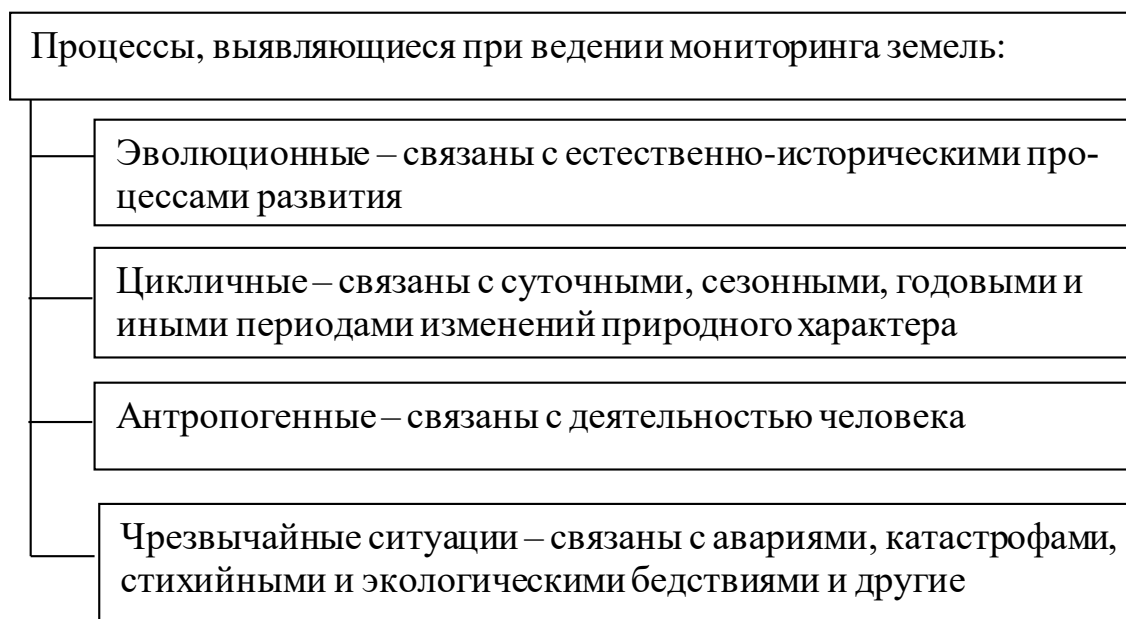 Процессы, выявляющиеся при ведении мониторинга земель:
Эволюционные – связаны с естественно-историческими про-
цессами развития
Цикличные – связаны с суточными, сезонными, годовыми и
иными периодами изменений природного характера
Антропогенные – связаны с деятельностью человека
Чрезвычайные ситуации – связаны с авариями, катастрофами,
стихийными и экологическими бедствиями и другие